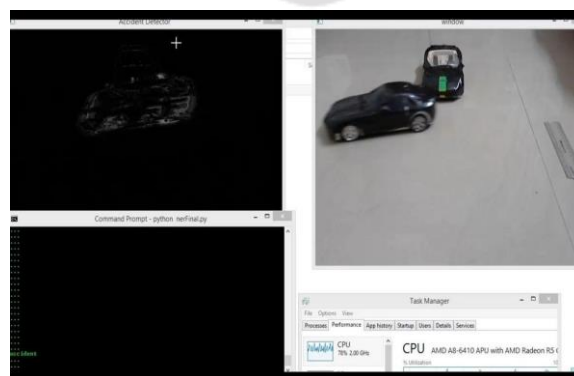 Accident Detector
window
Command Prompt - python nerFinal.py
accident
Task Manager
File Options View
Processes Performance App history Startup Users Details Services
CPU
78% 2.00 GHz
CPU AMD A8-6410 APU with AMD Radeon R5
% Utilization